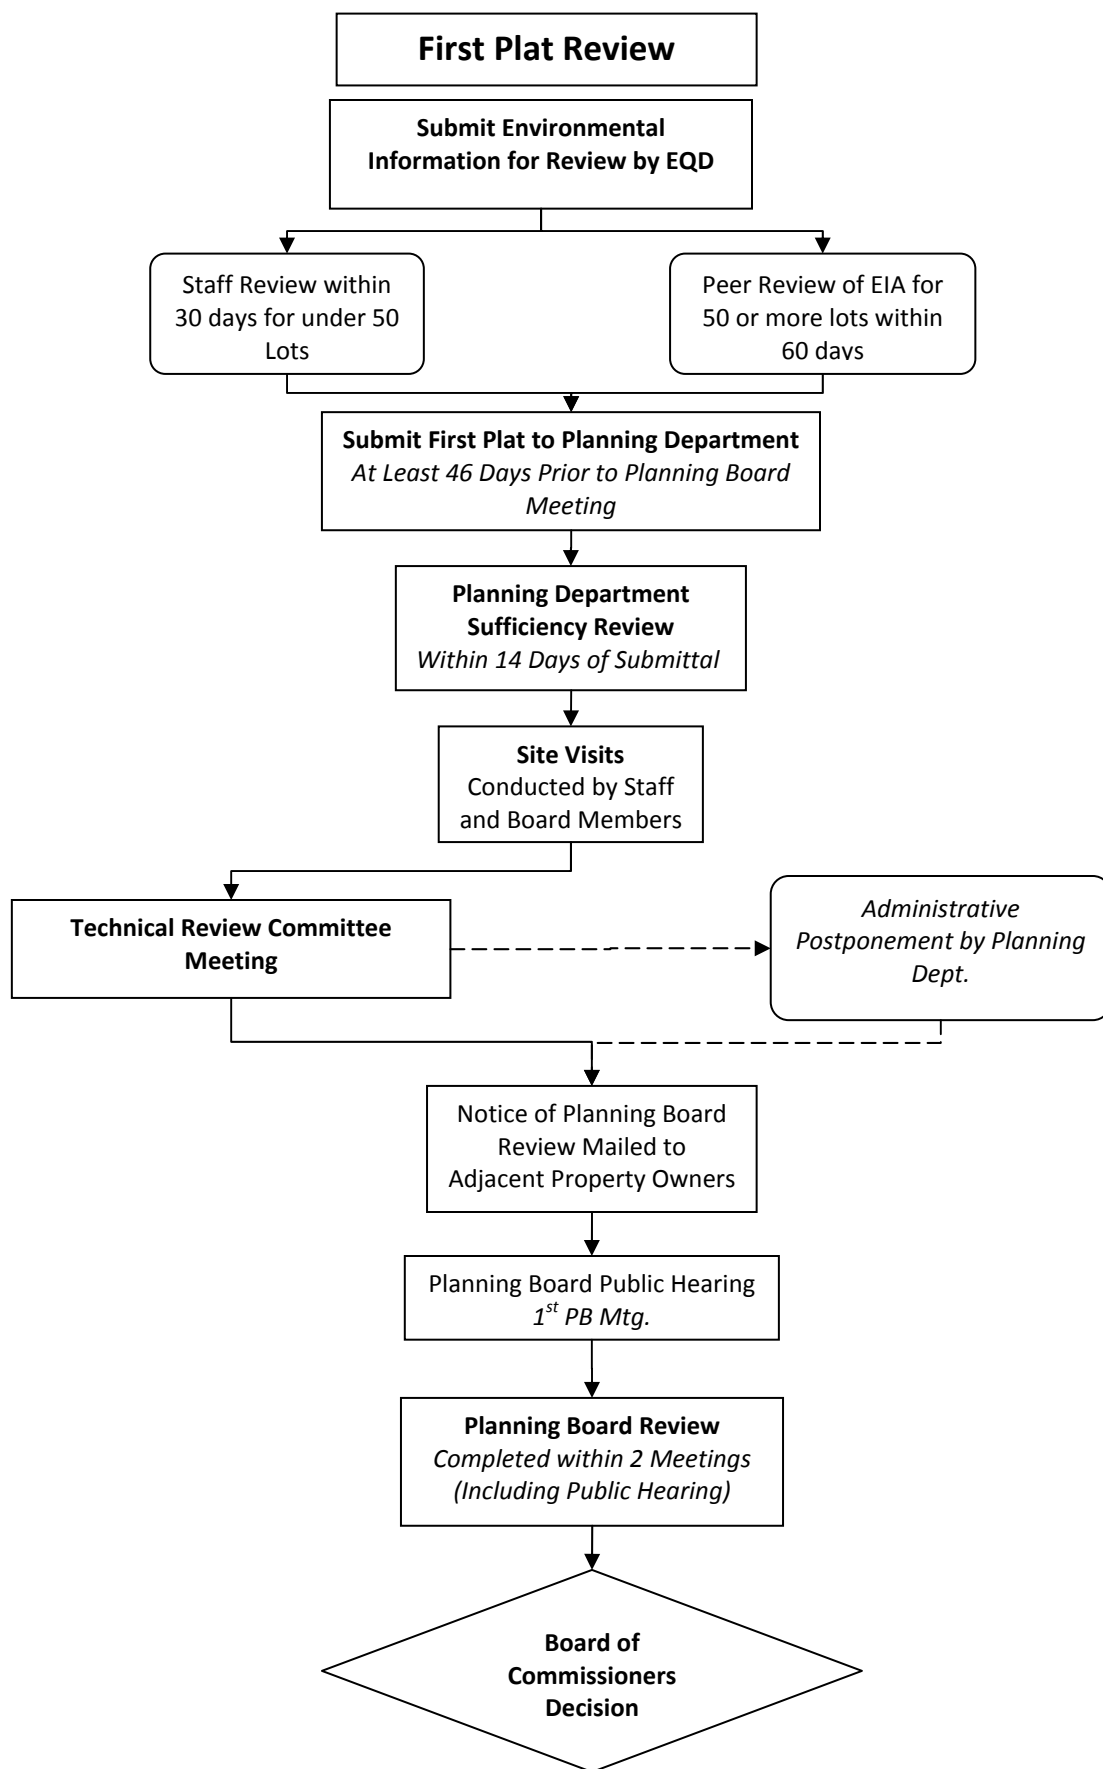 First Plat Review
Submit Environmental
Information for Review by EQD
Staff Review within
30 days for under 50
Lots
Peer Review of EIA for
50 or more lots within
60 days
Submit First Plat to Planning Department
At Least 46 Days Prior to Planning Board
Meeting
Planning Department
Sufficiency Review
Within 14 Days of Submittal
Site Visits
Conducted by Staff
and Board Members
Technical Review Committee
Meeting
Administrative
Postponement by Planning
Dept.
Notice of Planning Board
Review Mailed to
Adjacent Property Owners
Planning Board Public Hearing
1st PB Mtg.
Planning Board Review
Completed within 2 Meetings
(Including Public Hearing)
Board of
Commissioners
Decision